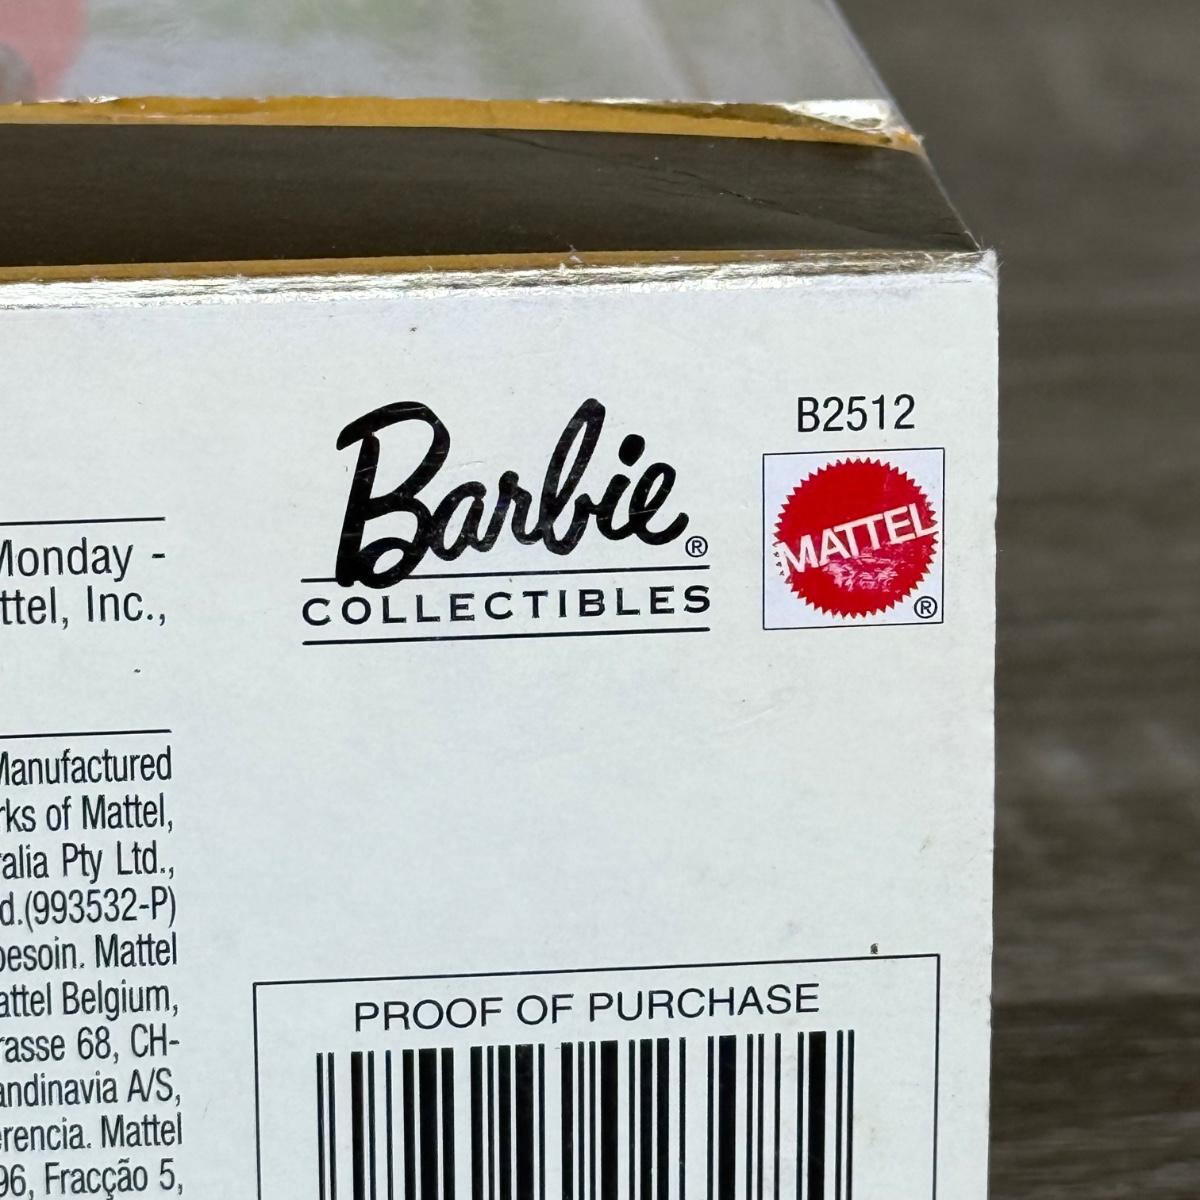 B2512
Barbie®
COLLECTIBLES
MATTEL
®
Monday -
Mattel, Inc.,
Manufactured
rks of Mattel,
ralia Pty Ltd.,
d.(993532-P)
besoin. Mattel
attel Belgium,
rasse 68, CH-
andinavia A/S,
erencia. Mattel
96, Fracção 5,
PROOF OF PURCHASE